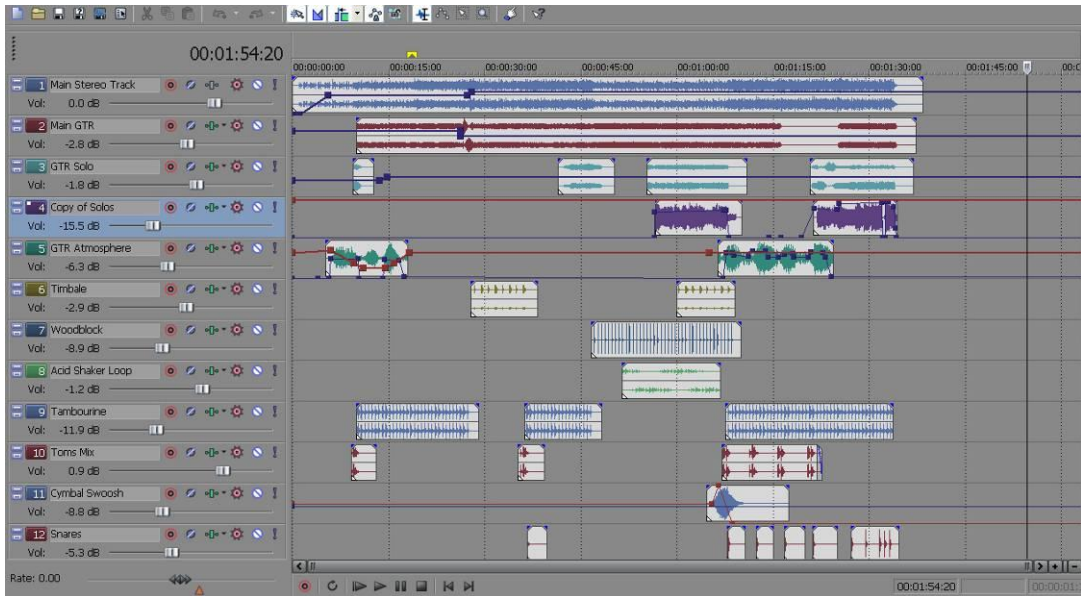 00:01:54:20
00:00:00:00 00:00:15:00 00:00:30:00 00:00:45:00 00:01:00:00 00:01:15:00 00:01:30:00 00:01:45:00 00:0
1 Main Stereo Track
Vol: 0.0 dB
2 Main GTR
Vol: -2.8 dB
3 GTR Solo
Vol: -1.8 dB
4 Copy of Solos
Vol: -15.5 dB
5 GTR Atmosphere
Vol: -6.3 dB
6 Timbale
Vol: -2.9 dB
7 Woodblock
Vol: -8.9 dB
8 Acid Shaker Loop
Vol: -1.2 dB
9 Tambourine
Vol: -11.9 dB
10 Toms Mix
Vol: 0.9 dB
11 Cymbal Swoosh
Vol: -8.8 dB
12 Snares
Vol: -5.3 dB
Rate: 0.00
00:01:54:20 00:00:01: